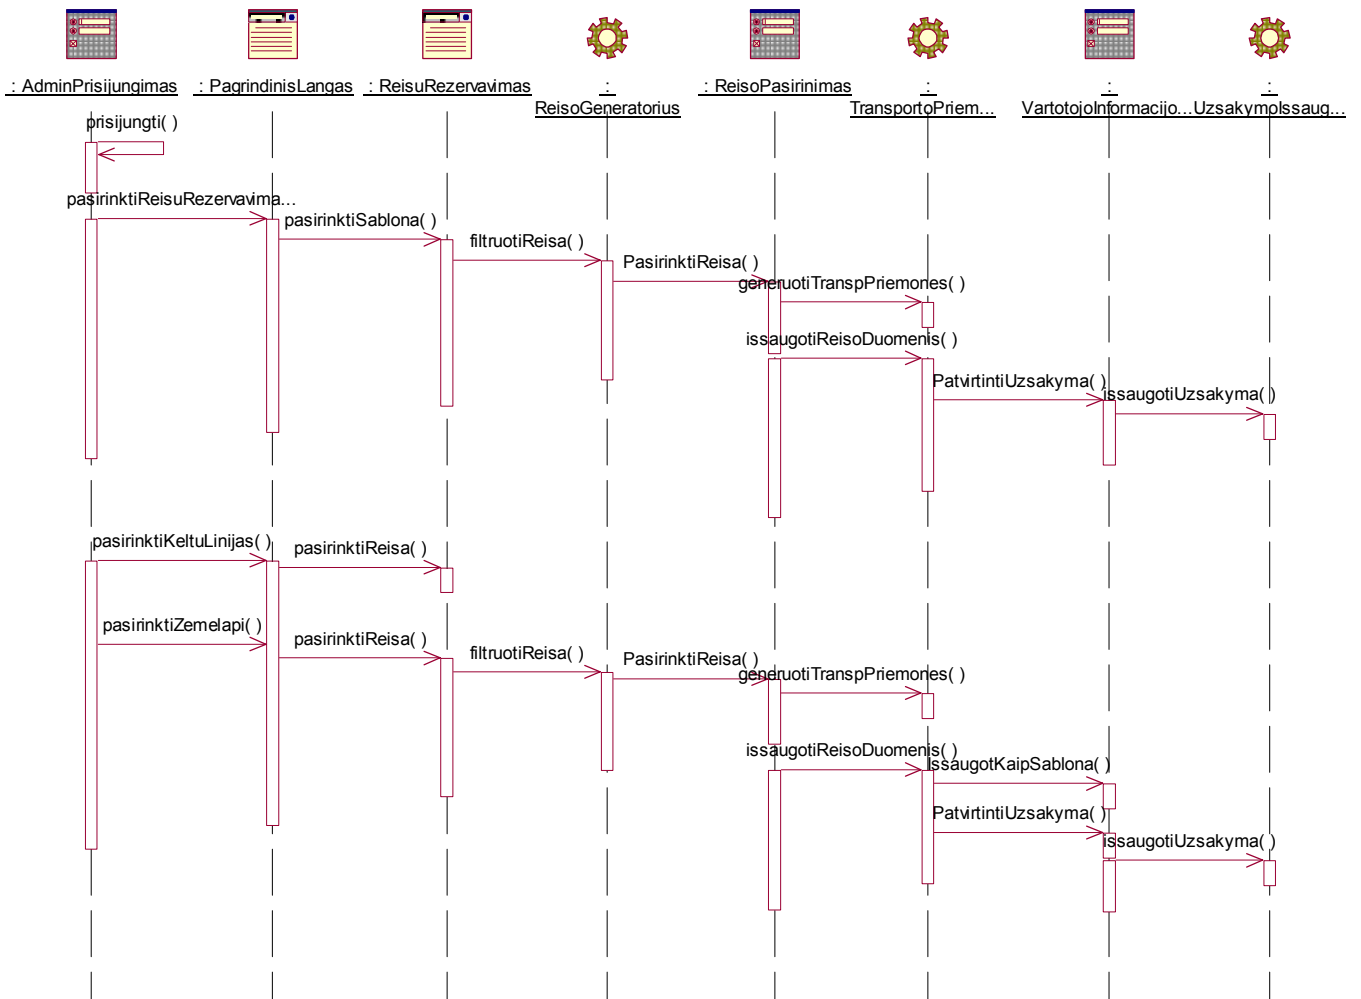 : AdminPrisijungimas
: PagrindinisLangas
: ReisuRezervavimas
:
ReisoGeneratorius
: ReisoPasirinimas
:
TransportoPriem...
:
VartotojoInformacijo...
:
UzsakymoIssaug...
prisijungti( )
pasirinktiReisuRezervavima...
pasirinktiSablona( )
filtruotiReisa( )
PasirinktiReisa( )
generuotiTranspPriemones( )
issaugotiReisoDuomenis( )
PatvirtintiUzsakyma( )
issaugotiUzsakyma( )
pasirinktiKeltuLinijas( )
pasirinktiReisa( )
pasirinktiZemelapi( )
pasirinktiReisa( )
filtruotiReisa( )
PasirinktiReisa( )
generuotiTranspPriemones( )
issaugotiReisoDuomenis( )
IssaugotKaipSablona( )
PatvirtintiUzsakyma( )
issaugotiUzsakyma( )